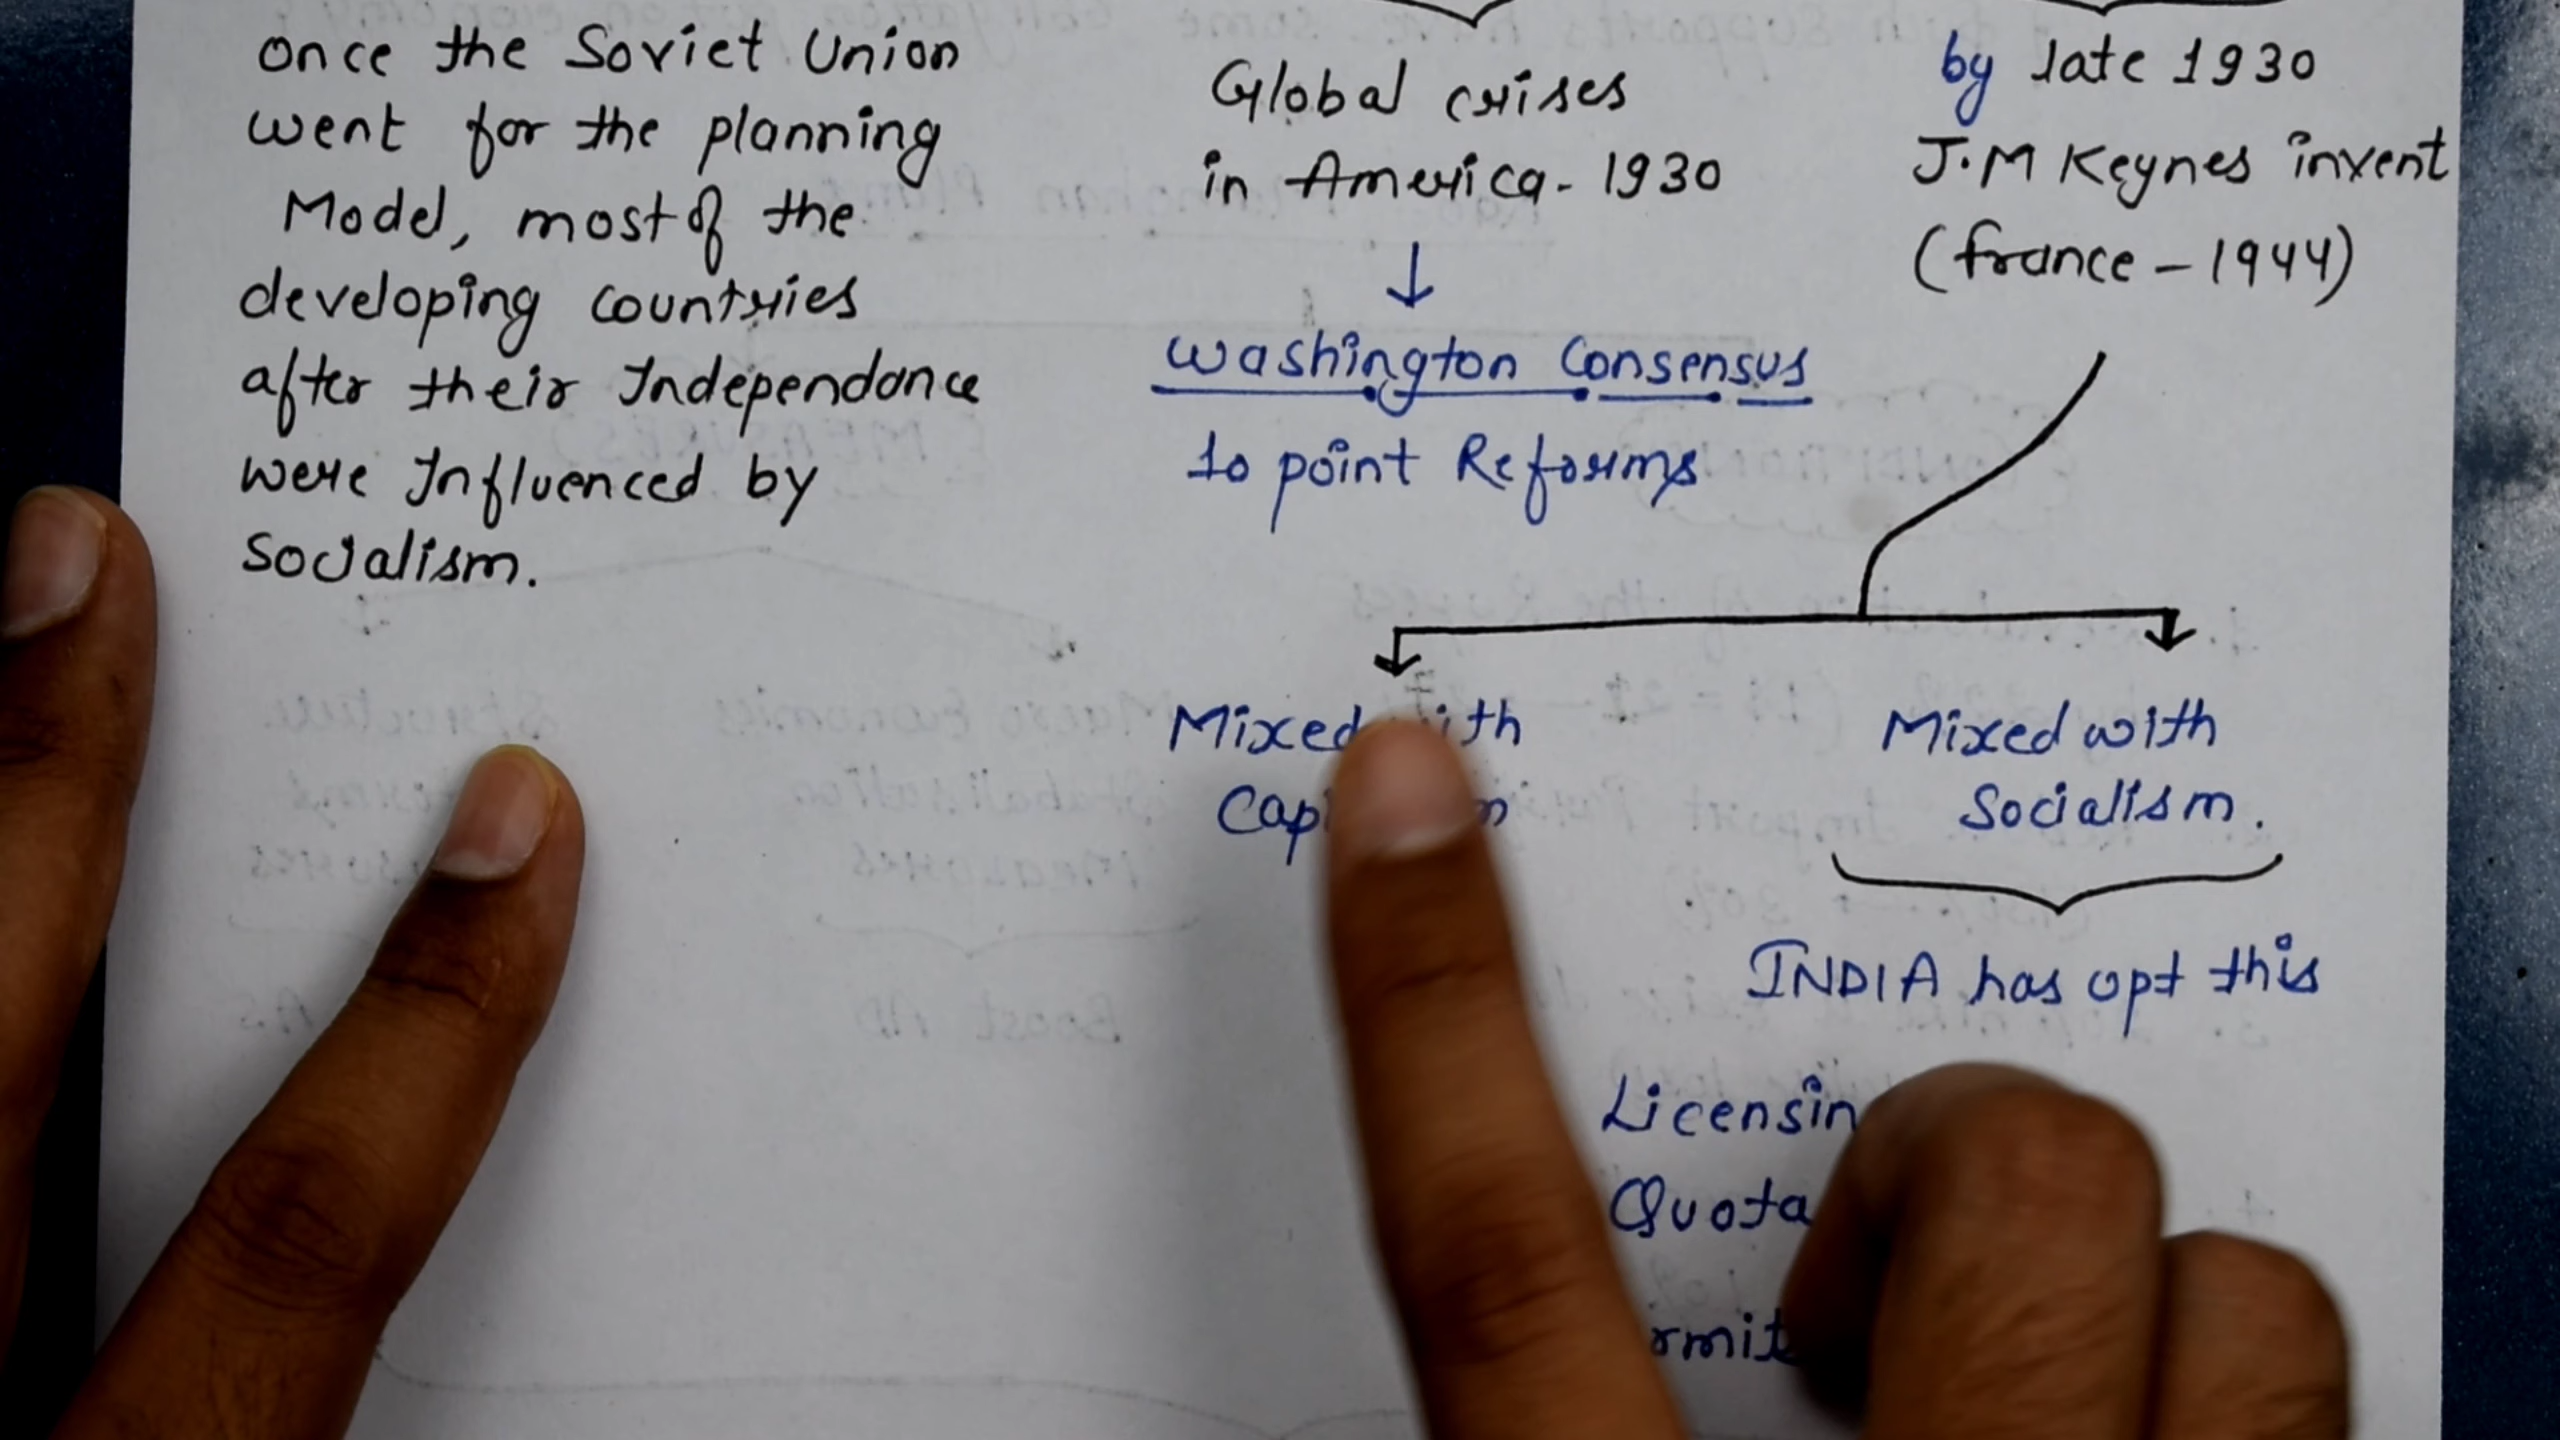 once the Soviet Union
went for the planning
Model, most of the
developing countries
after their Independance
were Influenced by
Socialism.
Global crises
in America - 1930
Washington Consensus
10 point Reforms
by late 1930
J.M Keynes invent
(france - 1944)
Mixed with
Mixed with
Socialism.
INDIA has opt this
Licensin
Quota
rmit